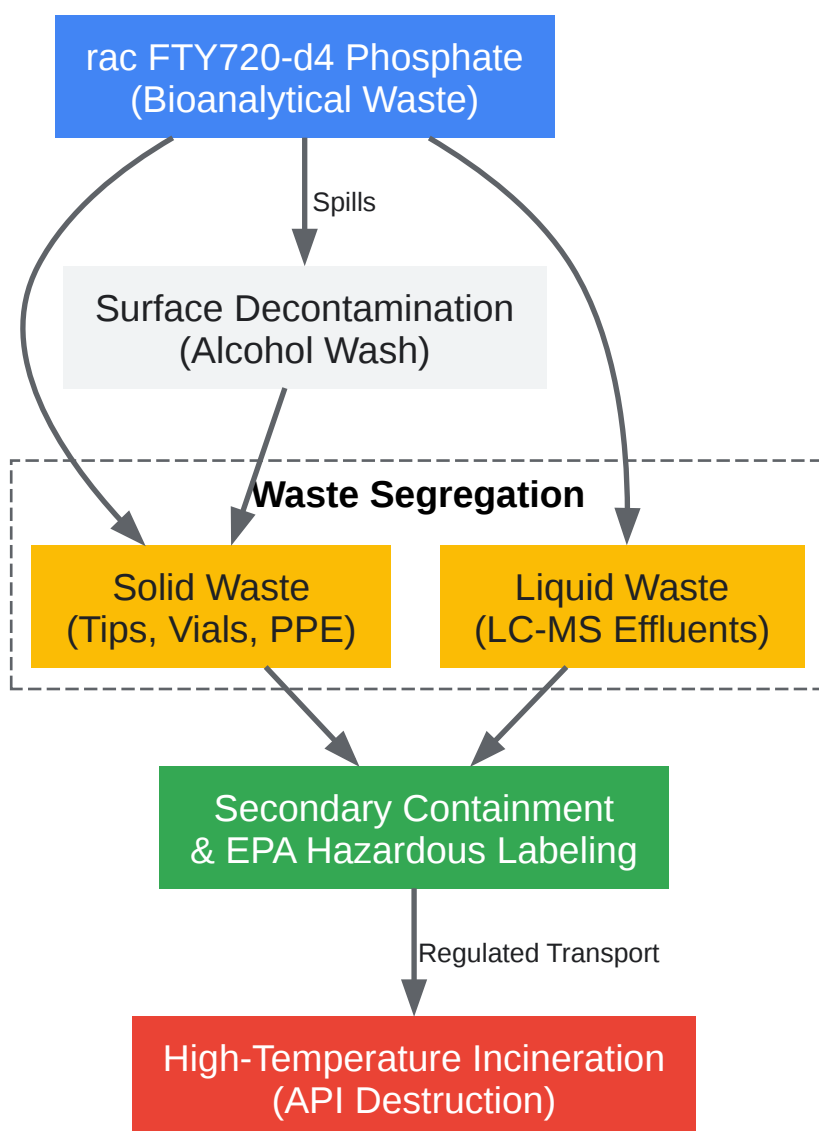 rac FTY720-d4 Phosphate
(Bioanalytical Waste)
Spills
Surface Decontamination
(Alcohol Wash)
Waste Segregation
Solid Waste
(Tips, Vials, PPE)
Liquid Waste
(LC-MS Effluents)
Secondary Containment
& EPA Hazardous Labeling
Regulated Transport
High-Temperature Incineration
(API Destruction)